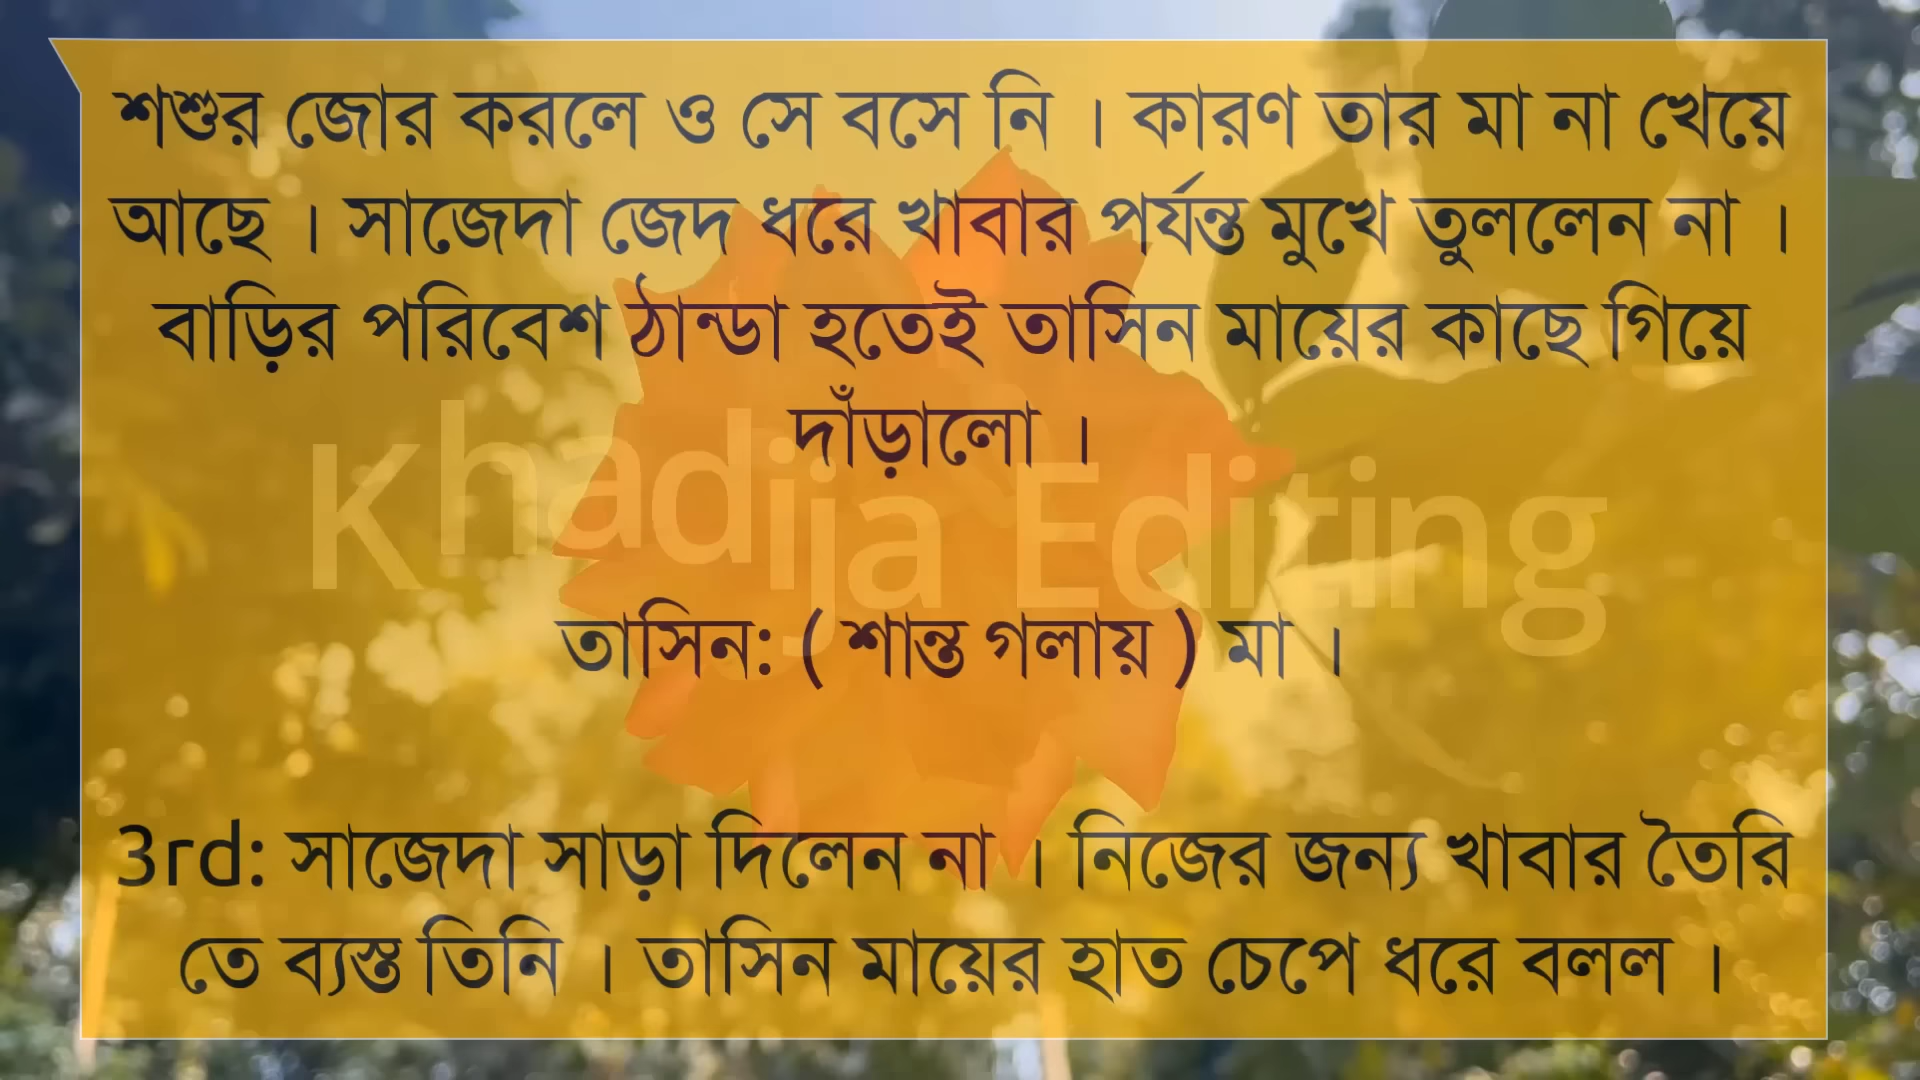 শশুর জোর করলে ও সে বসে নি । কারণ তার মা না খেয়ে
আছে । সাজেদা জেদ ধরে খাবার পর্যন্ত মুখে তুললেন না ।
বাড়ির পরিবেশ ঠান্ডা হতেই তাসিন মায়ের কাছে গিয়ে
দাঁড়ালো ।
Khadija Editing
তাসিন: ( শান্ত গলায় ) মা ।
3rd: সাজেদা সাড়া দিলেন না । নিজের জন্য খাবার তৈরি
তে ব্যস্ত তিনি । তাসিন মায়ের হাত চেপে ধরে বলল ।